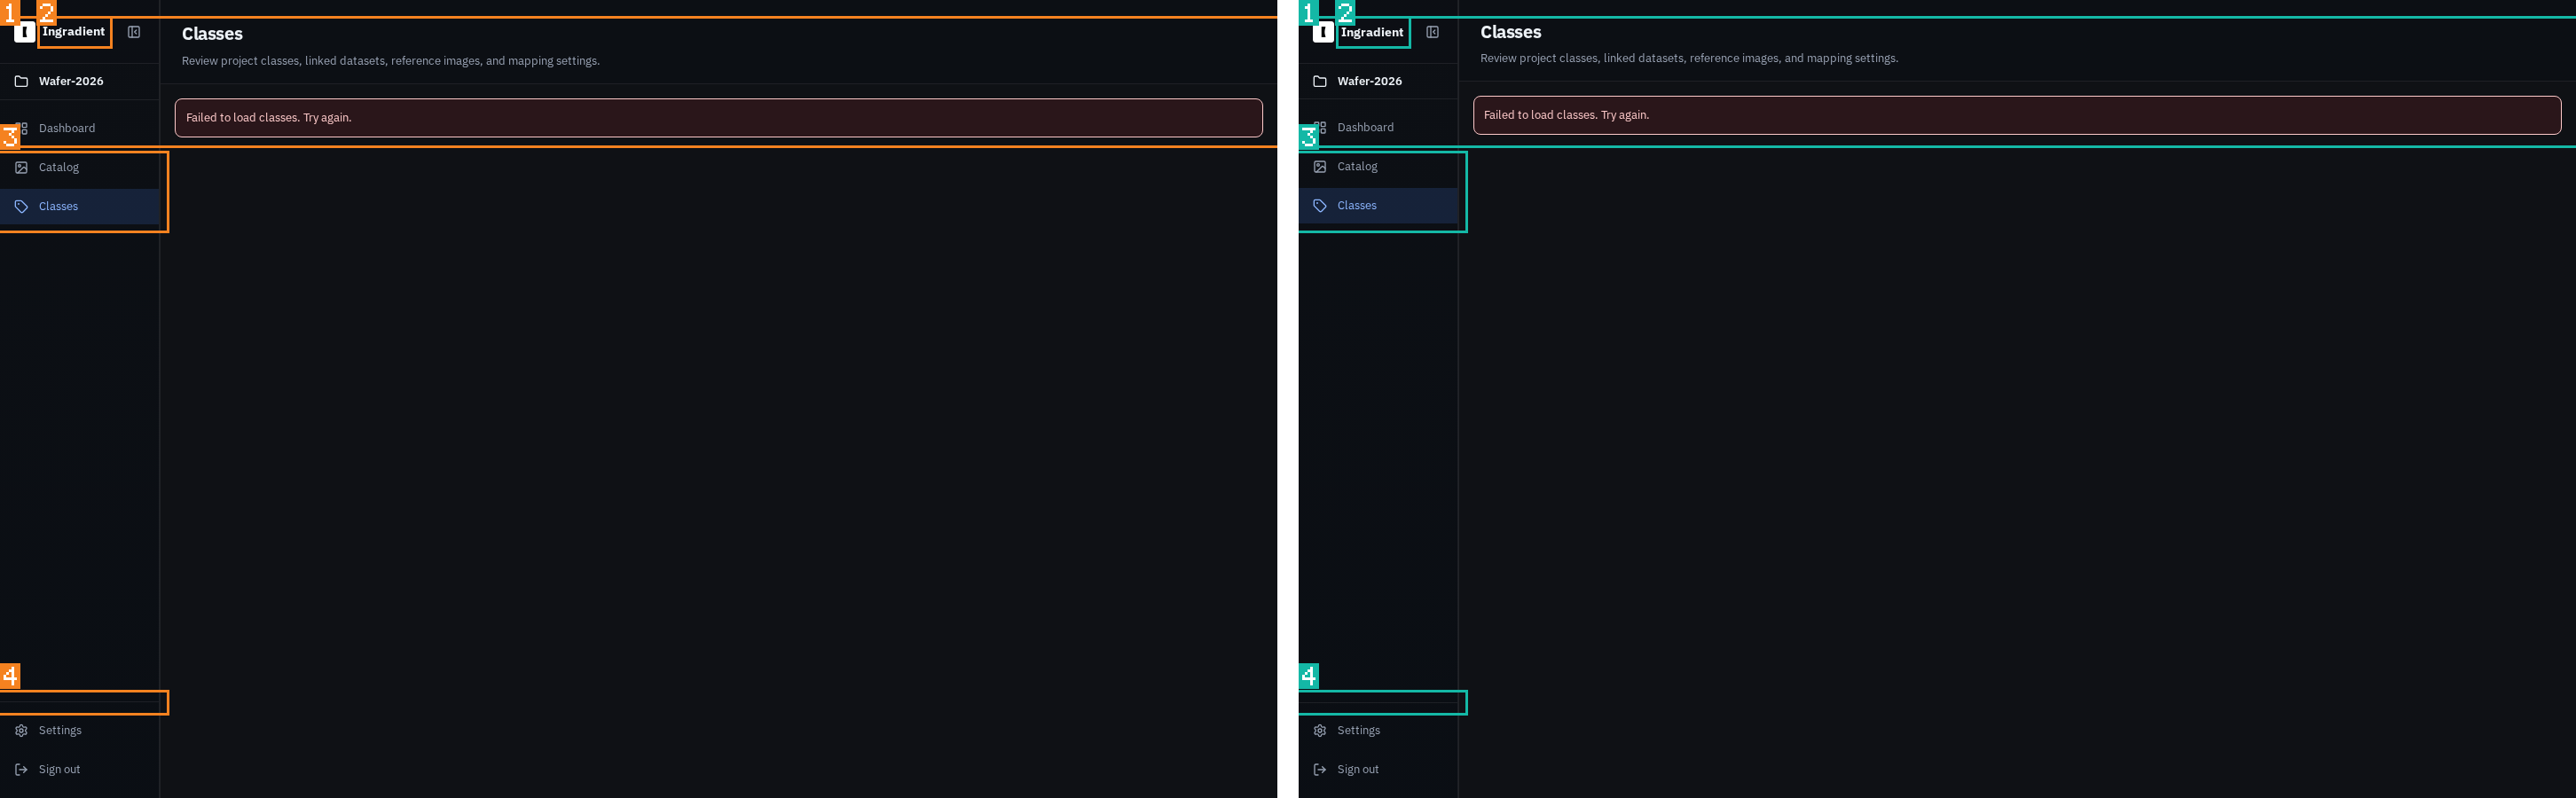 1 2
Ingradient
Classes
Review project classes, linked datasets, reference images, and mapping settings.
Wafer-2026
Failed to load classes. Try again.
Dashboard
3
Catalog
Classes
4
Settings
Sign out
1 2
Ingradient
Classes
Review project classes, linked datasets, reference images, and mapping settings.
Wafer-2026
Failed to load classes. Try again.
Dashboard
3
Catalog
Classes
4
Settings
Sign out